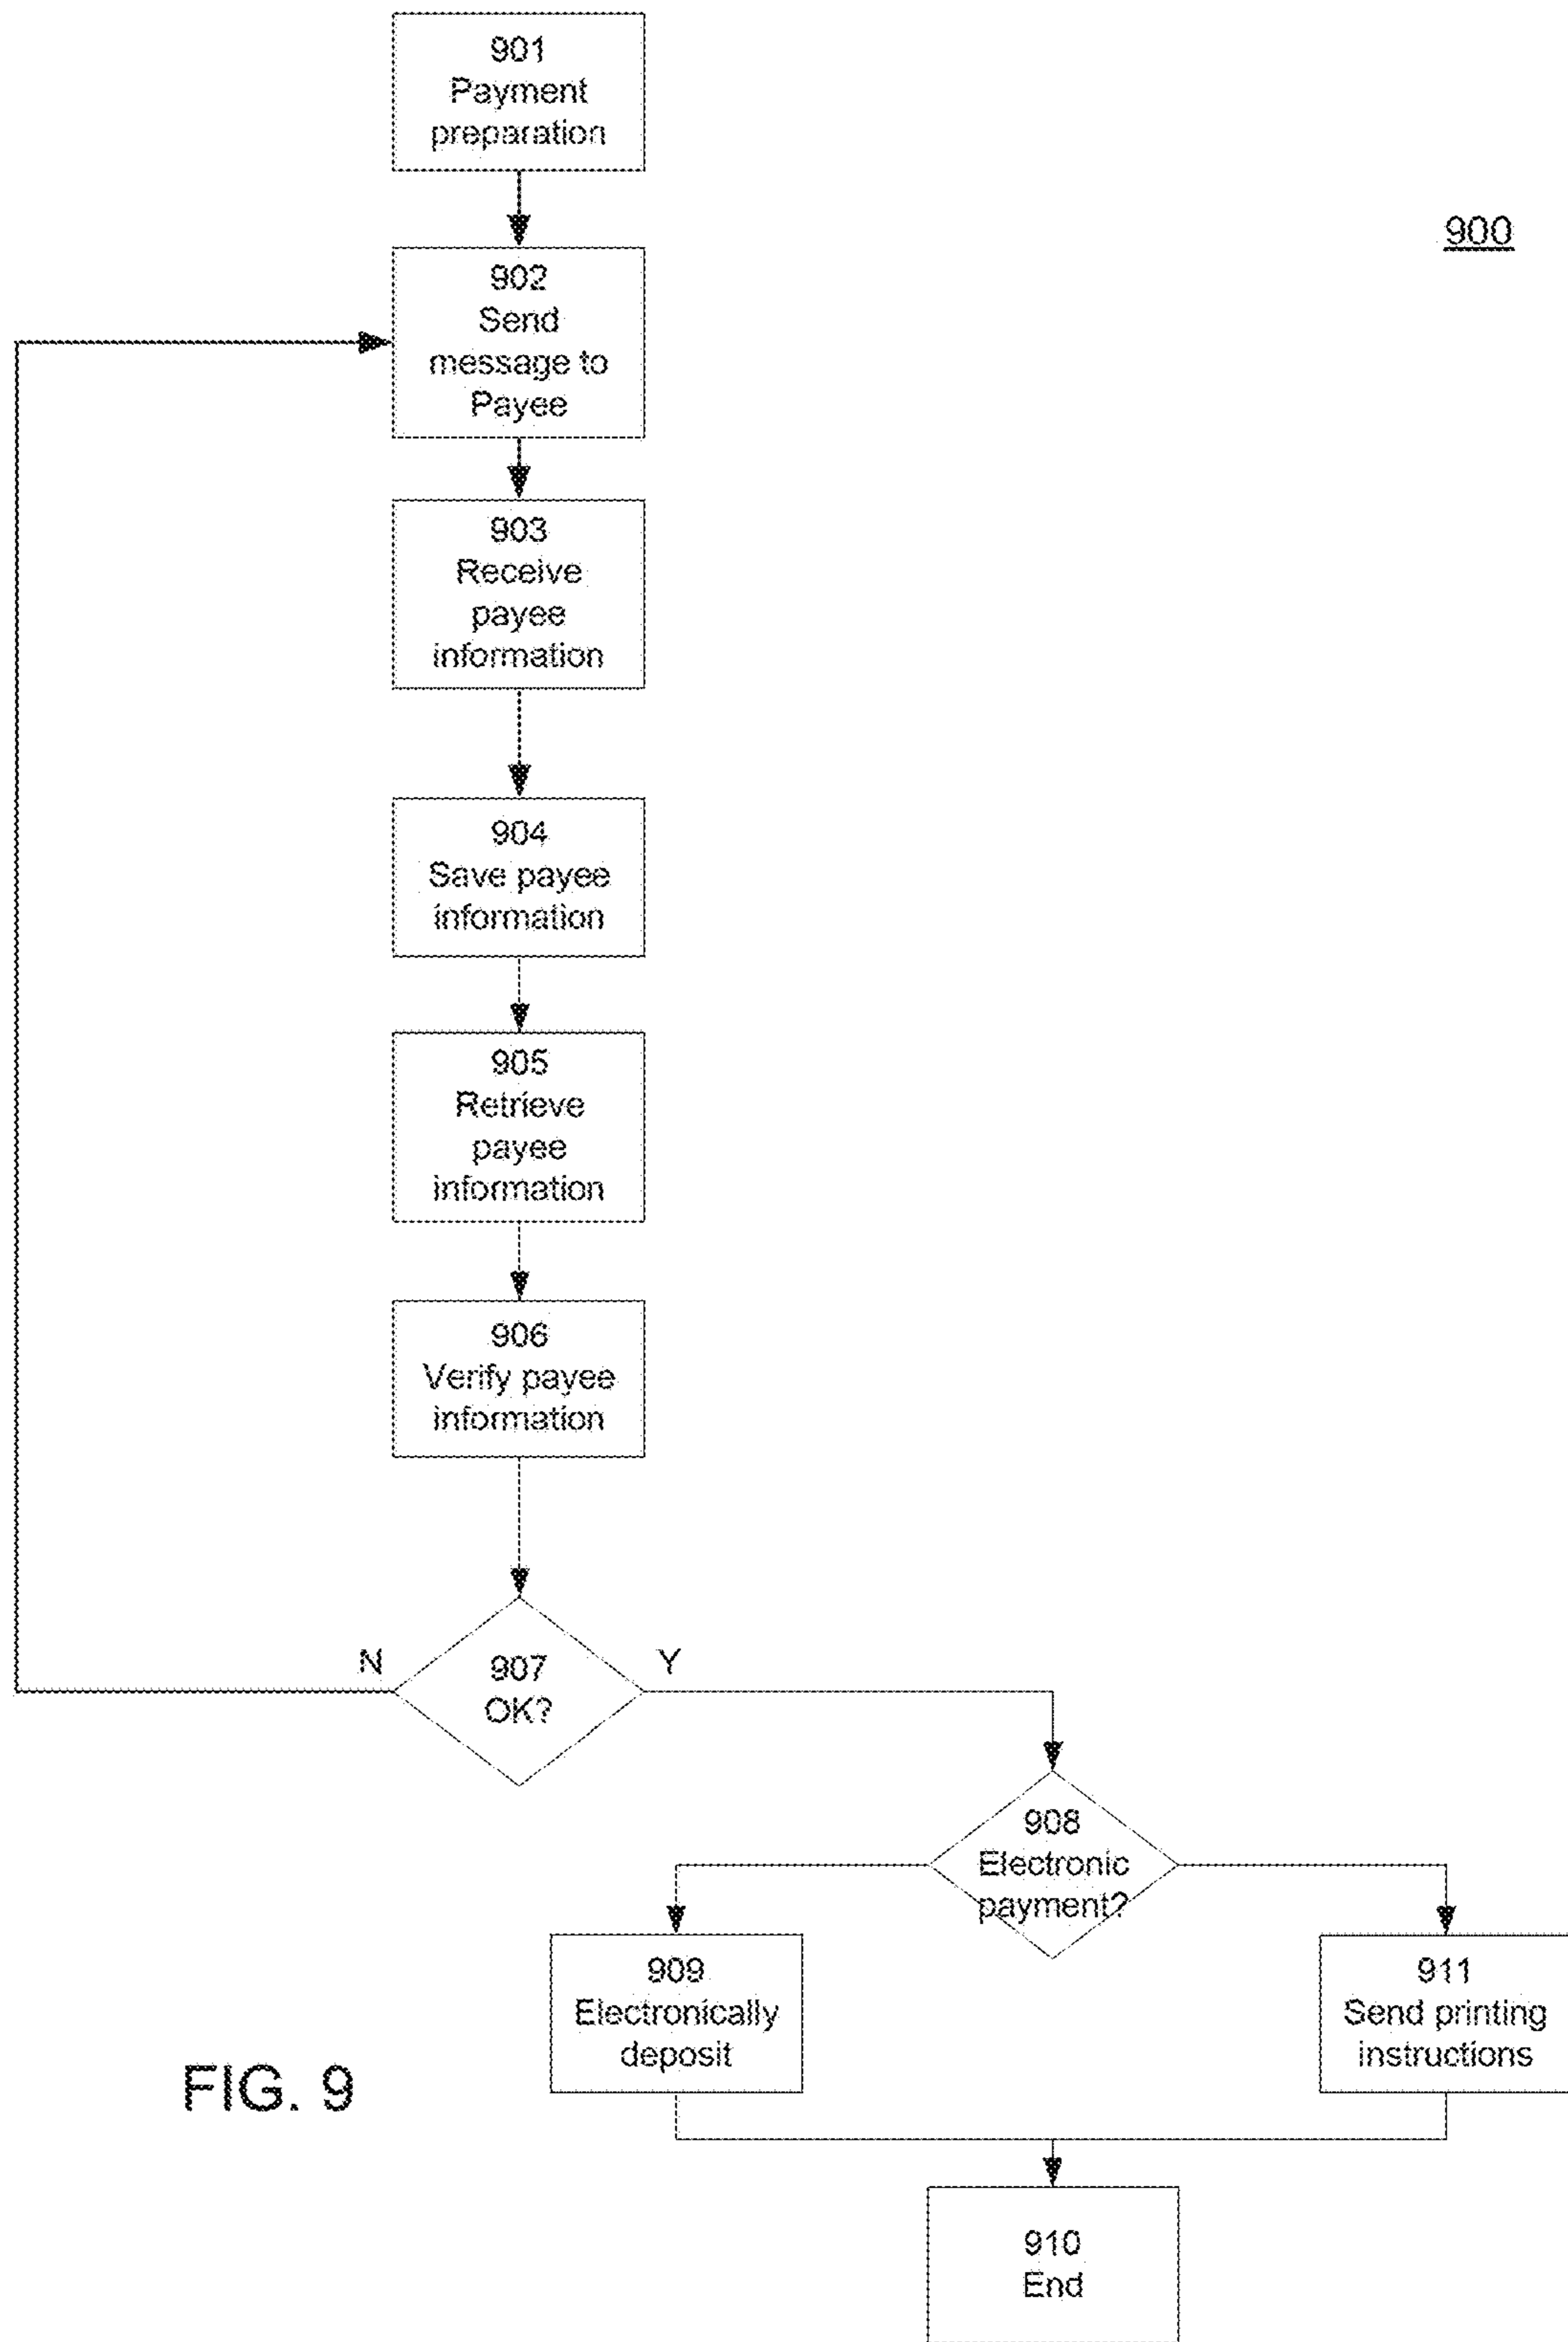 901
Payment
preparation
900
902
Send
message to
Payee
903
Receive
payee
information
904
Save payee
information
905
Retrieve
payee
information
906
Verify payee
information
N
907
OK?
Y
908
Electronic
payment?
909
Electronically
deposit
911
Send printing
instructions
FIG. 9
910
End